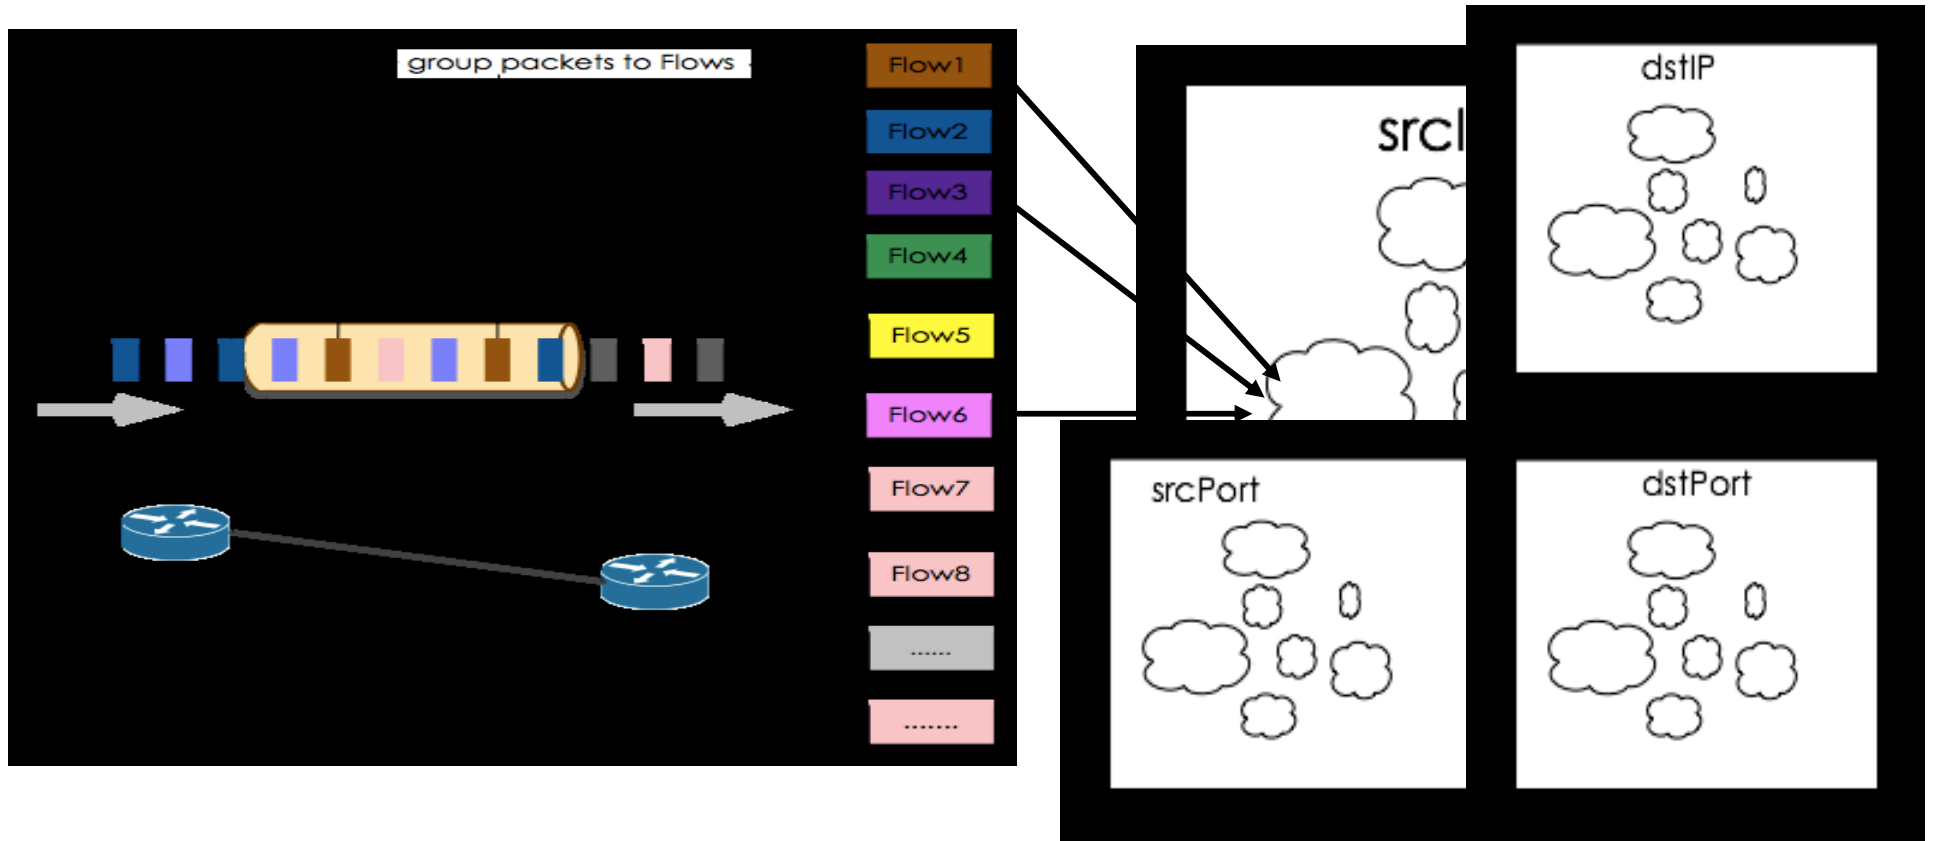 group packets to Flows
Flow1
Flow2
Flow3
Flow4
Flow5
Flow6
Flow7
Flow8
......
.......
srcI
dstIP
srcPort
dstPort